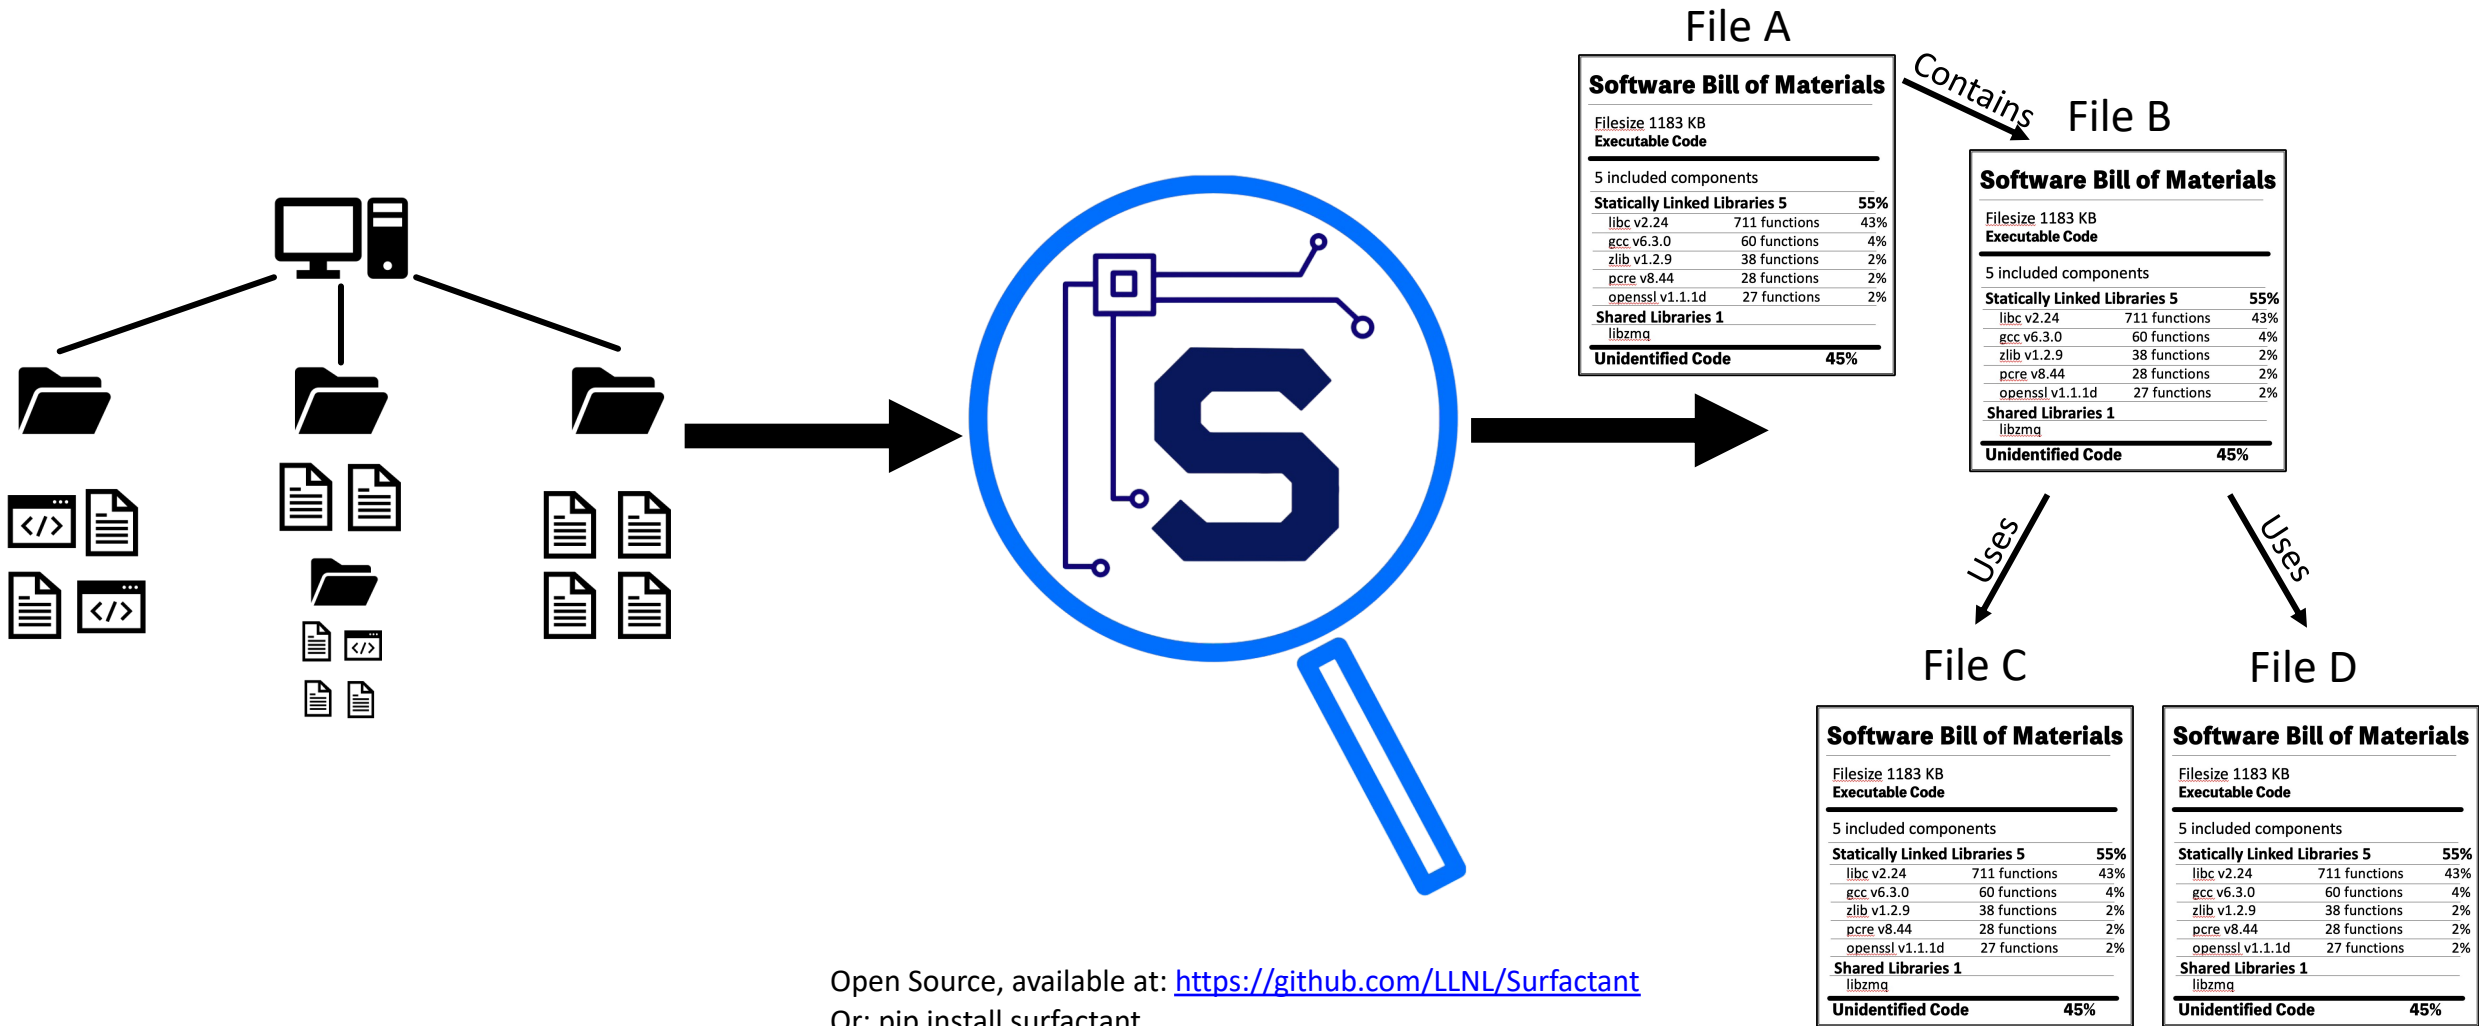 File A
Software Bill of Materials
Filesize 1183 KB
Executable Code
5 included components
Statically Linked Libraries 5 55%
libc v2.24 711 functions 43%
gcc v6.3.0 60 functions 4%
zlib v1.2.9 38 functions 2%
pcre v8.44 28 functions 2%
openssl v1.1.1d 27 functions 2%
Shared Libraries 1
libzmq
Unidentified Code 45%
Contains
File B
Software Bill of Materials
Filesize 1183 KB
Executable Code
5 included components
Statically Linked Libraries 5 55%
libc v2.24 711 functions 43%
gcc v6.3.0 60 functions 4%
zlib v1.2.9 38 functions 2%
pcre v8.44 28 functions 2%
openssl v1.1.1d 27 functions 2%
Shared Libraries 1
libzmq
Unidentified Code 45%
Uses
Uses
File C
Software Bill of Materials
Filesize 1183 KB
Executable Code
5 included components
Statically Linked Libraries 5 55%
libc v2.24 711 functions 43%
gcc v6.3.0 60 functions 4%
zlib v1.2.9 38 functions 2%
pcre v8.44 28 functions 2%
openssl v1.1.1d 27 functions 2%
Shared Libraries 1
libzmq
Unidentified Code 45%
File D
Software Bill of Materials
Filesize 1183 KB
Executable Code
5 included components
Statically Linked Libraries 5 55%
libc v2.24 711 functions 43%
gcc v6.3.0 60 functions 4%
zlib v1.2.9 38 functions 2%
pcre v8.44 28 functions 2%
openssl v1.1.1d 27 functions 2%
Shared Libraries 1
libzmq
Unidentified Code 45%
</>
</>
</>
S
Open Source, available at: https://github.com/LLNL/Surfactant
Or: pip install surfactant